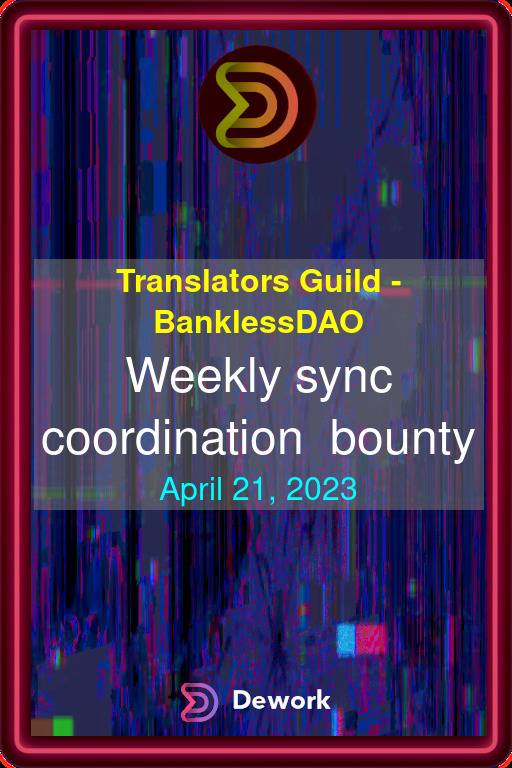 Translators Guild -
BanklessDAO
Weekly sync
coordination  bounty
April 21, 2023
Dework